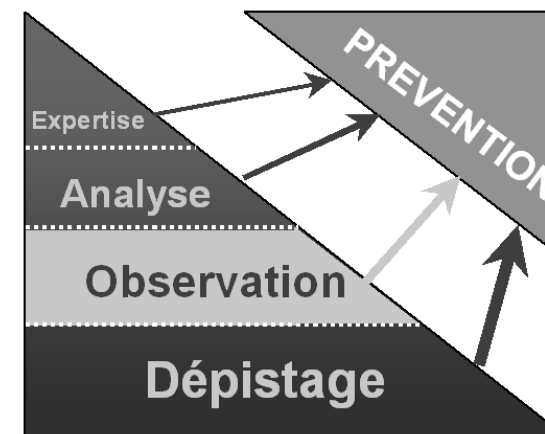 PREVENTION
Expertise
Analyse
Observation
Dépistage